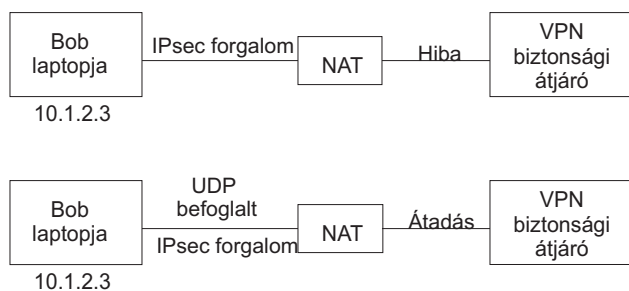 Bob
laptopja
IPsec forgalom
NAT
Hiba
VPN
biztonsági
átjáró
10.1.2.3
Bob
laptopja
UDP
befoglalt
IPsec forgalom
NAT
Átadás
VPN
biztonsági
átjáró
10.1.2.3